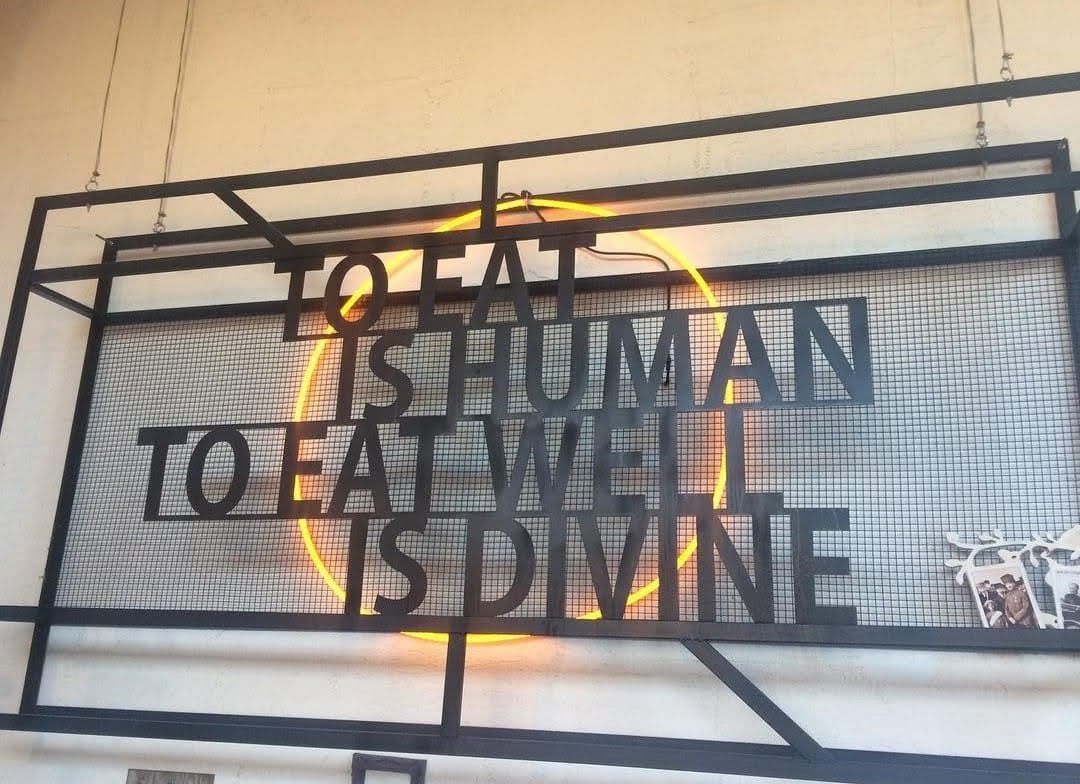 TO EAT
IS HUMAN
TO EAT WELL
IS DIVINE